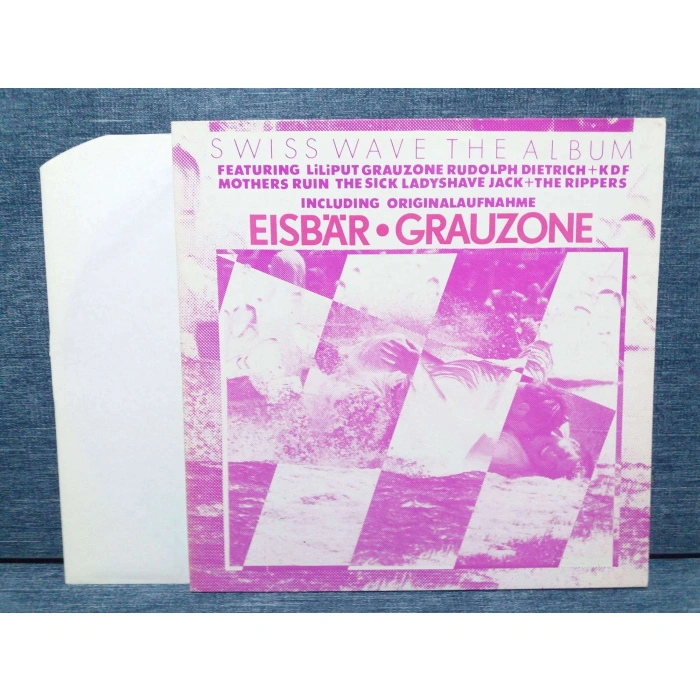 SWISS WAVE THE ALBUM
FEATURING LiLiPUT GRAUZONE RUDOLPH DIETRICH+KDF
MOTHERS RUIN THE SICK LADYSHAVE JACK+THE RIPPERS
INCLUDING ORIGINALAUFNAHME
EISBÄR • GRAUZONE